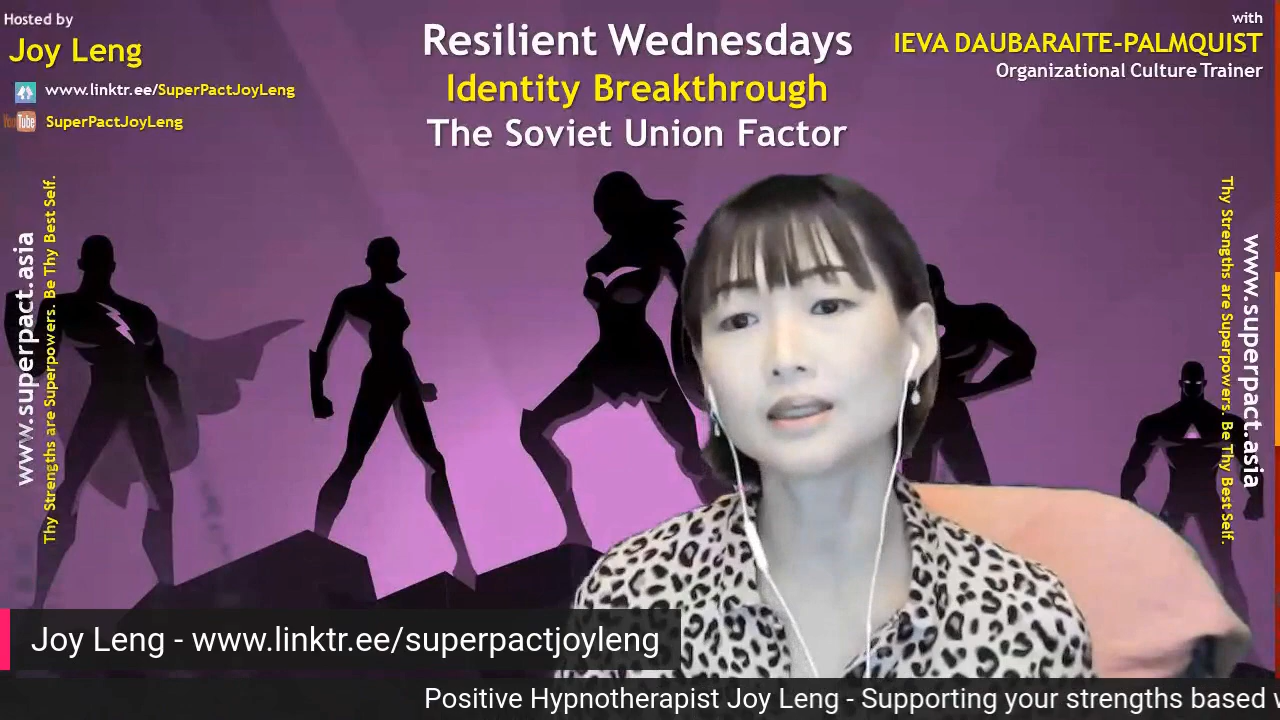 Hosted by
Joy Leng
www.linktr.ee/SuperPactJoyLeng
YouTube
SuperPactJoyLeng
Resilient Wednesdays
Identity Breakthrough
The Soviet Union Factor
with
IEVA DAUBARAITE-PALMQUIST
Organizational Culture Trainer
www.superpact.asia
Thy Strengths are Superpowers. Be Thy Best Self.
Thy Strengths are Superpowers. Be Thy Best Self.
www.superpact.asia
Joy Leng - www.linktr.ee/superpactjoyleng
Positive Hypnotherapist Joy Leng - Supporting your strengths based